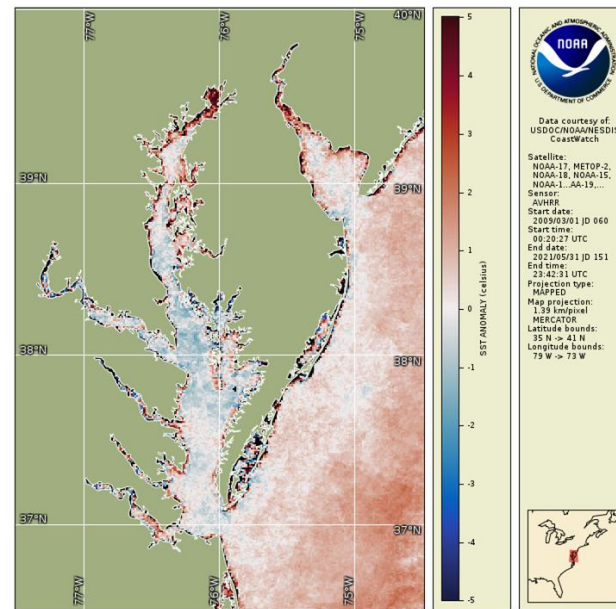 77°W
76°W
75°W
40°N
39°N
39°N
38°N
38°N
37°N
37°N
77°W
76°W
75°W
5
4
3
2
1
0
-1
-2
-3
-4
-5
SST ANOMALY (celsius)
NATIONAL OCEANIC AND ATMOSPHERIC ADMINISTRATION
NOAA
U.S. DEPARTMENT OF COMMERCE
Data courtesy of:
USDOC/NOAA/NESDIS
CoastWatch
Satellite:
NOAA-17, METOP-2,
NOAA-18, NOAA-15,
NOAA-1...AA-19,...
Sensor:
AVHRR
Start date:
2009/03/01 JD 060
Start time:
00:20:27 UTC
End date:
2021/05/31 JD 151
End time:
23:42:31 UTC
Projection type:
MAPPED
Map projection:
1.39 km/pixel
MERCATOR
Latitude bounds:
35 N -> 41 N
Longitude bounds:
79 W -> 73 W